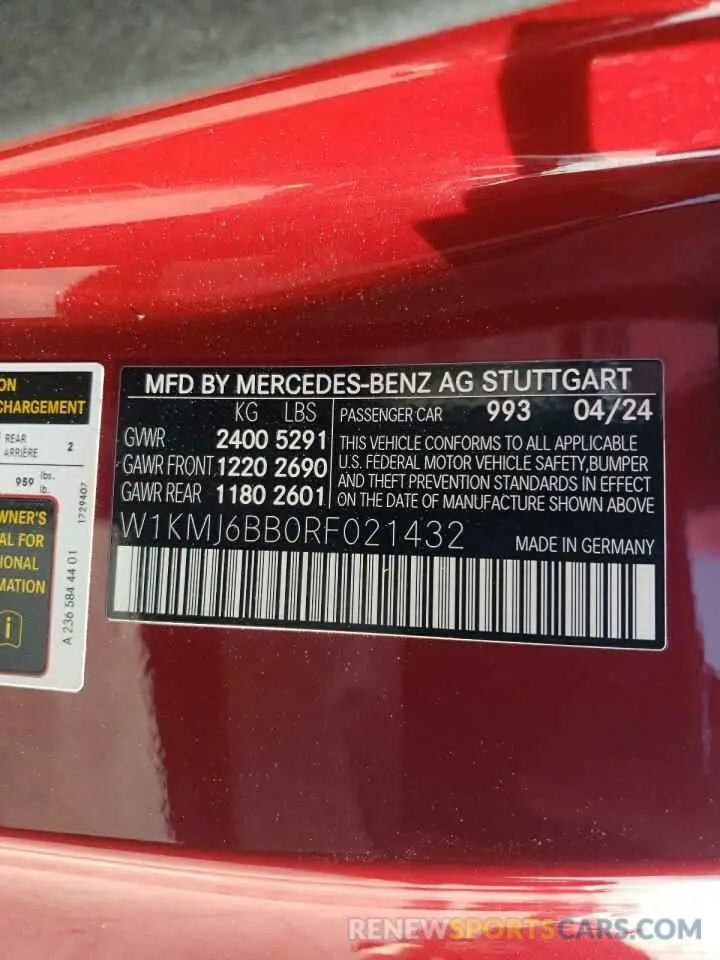 ON
CHARGEMENT
REAR
ARRIÈRE 2
959 lbs.
lb.
1729407
WNER'S
AL FOR
IONAL
MATION
i
A 236 584 44 01
MFD BY MERCEDES-BENZ AG STUTTGART
KG LBS
GVWR 2400 5291
GAWR FRONT 1220 2690
GAWR REAR 1180 2601
PASSENGER CAR 993 04/24
THIS VEHICLE CONFORMS TO ALL APPLICABLE
U.S. FEDERAL MOTOR VEHICLE SAFETY,BUMPER
AND THEFT PREVENTION STANDARDS IN EFFECT
ON THE DATE OF MANUFACTURE SHOWN ABOVE
W1KMJ6BB0RF021432
MADE IN GERMANY
RENEWSPORTSCARS.COM